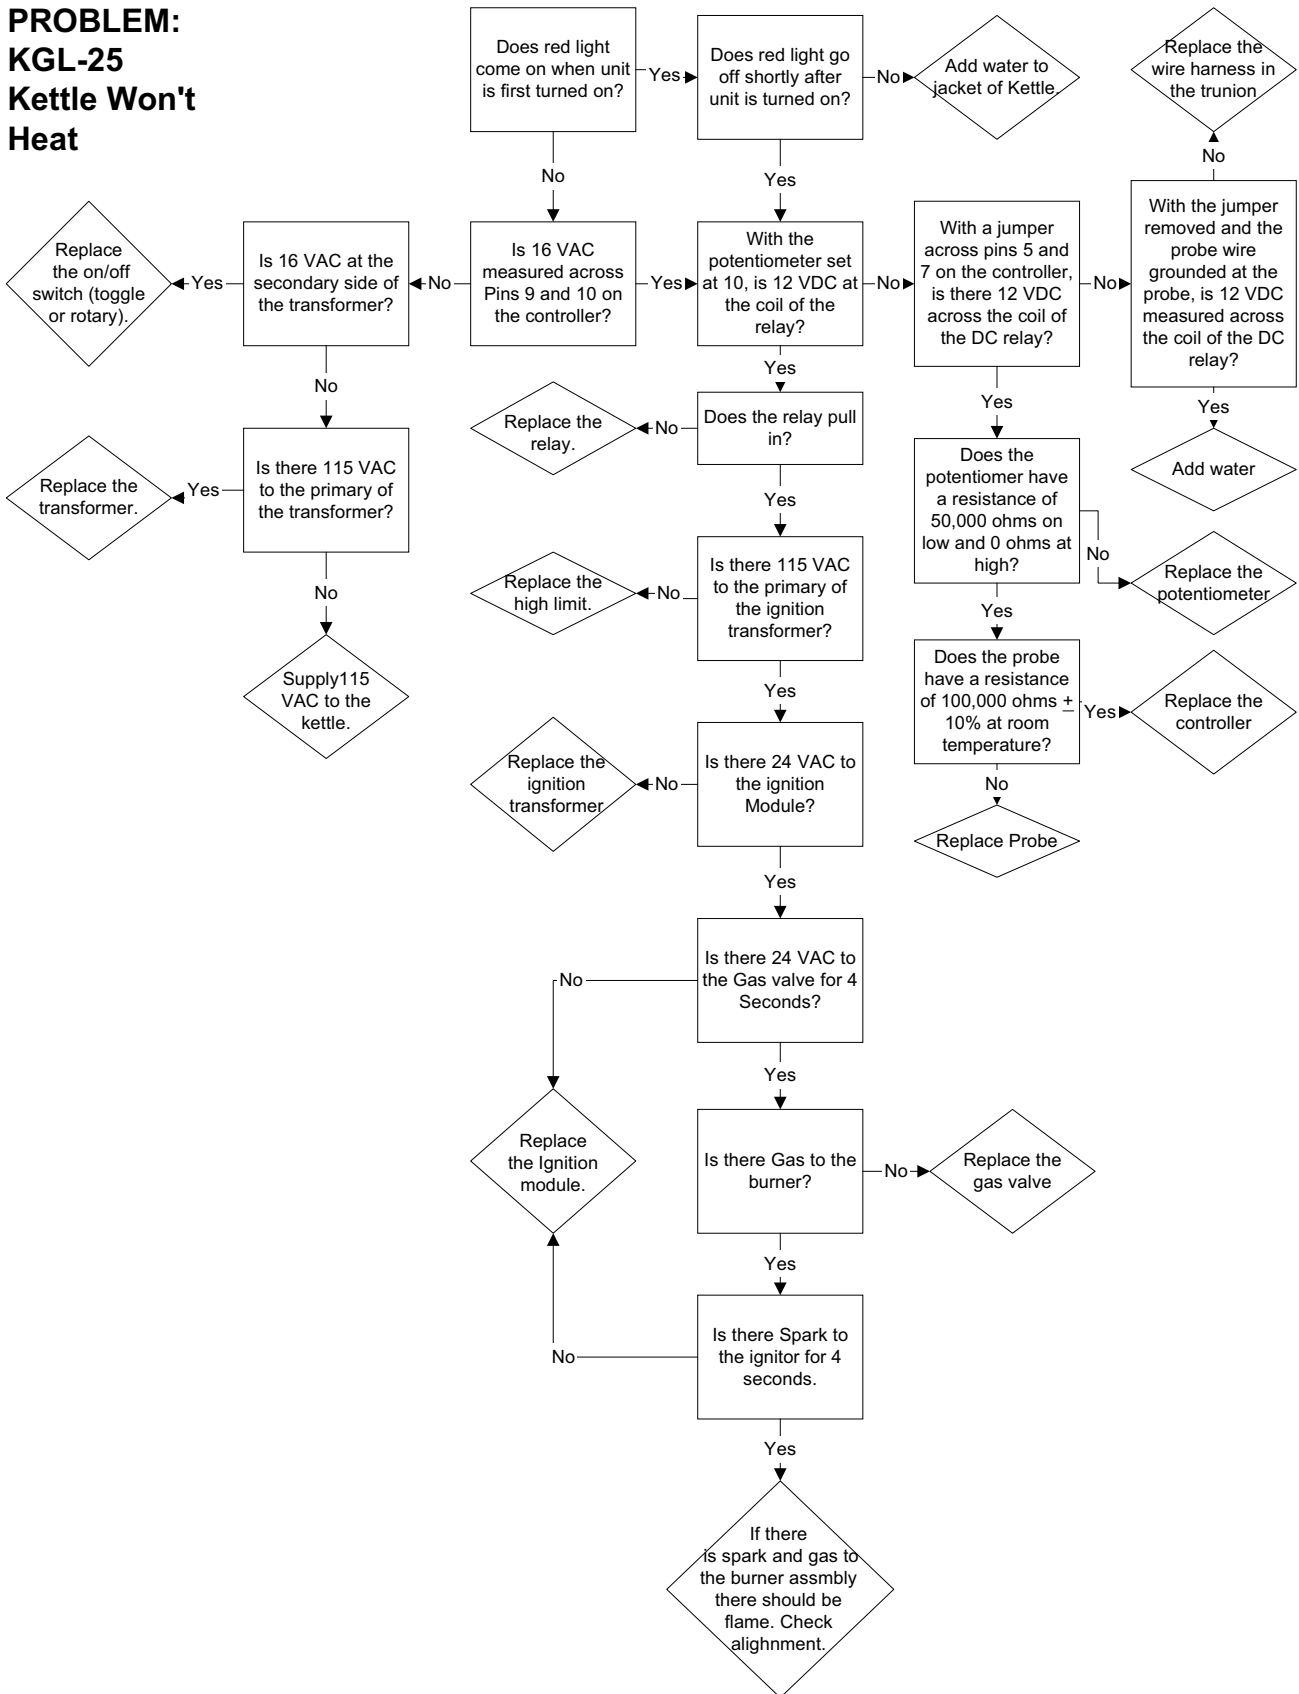 PROBLEM:
KGL-25
Kettle Won't
Heat
Does red light
come on when unit
is first turned on?
Yes
Does red light go
off shortly after
unit is turned on?
No
Add water to
jacket of Kettle.
Replace the
wire harness in
the trunion
No
No
Yes
Replace
the on/off
switch (toggle
or rotary).
Yes
Is 16 VAC at the
secondary side of
the transformer?
No
Is 16 VAC
measured across
Pins 9 and 10 on
the controller?
Yes
With the
potentiometer set
at 10, is 12 VDC at
the coil of the
relay?
No
With a jumper
across pins 5 and
7 on the controller,
is there 12 VDC
across the coil of
the DC relay?
No
With the jumper
removed and the
probe wire
grounded at the
probe, is 12 VDC
measured across
the coil of the DC
relay?
No
Yes
Yes
Yes
Replace the
relay.
No
Does the relay pull
in?
Add water
Replace the
transformer.
Yes
Is there 115 VAC
to the primary of
the transformer?
Yes
Does the
potentiomer have
a resistance of
50,000 ohms on
low and 0 ohms at
high?
No
Replace the
potentiometer
No
Replace the
high limit.
No
Is there 115 VAC
to the primary of
the ignition
transformer?
Yes
Supply115
VAC to the
kettle.
Yes
Does the probe
have a resistance
of 100,000 ohms ±
10% at room
temperature?
Yes
Replace the
controller
Replace the
ignition
transformer
No
Is there 24 VAC to
the ignition
Module?
No
Replace Probe
Yes
Is there 24 VAC to
the Gas valve for 4
Seconds?
No
Yes
Replace
the Ignition
module.
Is there Gas to the
burner?
No
Replace the
gas valve
Yes
Is there Spark to
the ignitor for 4
seconds.
No
Yes
If there
is spark and gas to
the burner assmbly
there should be
flame. Check
alighnment.